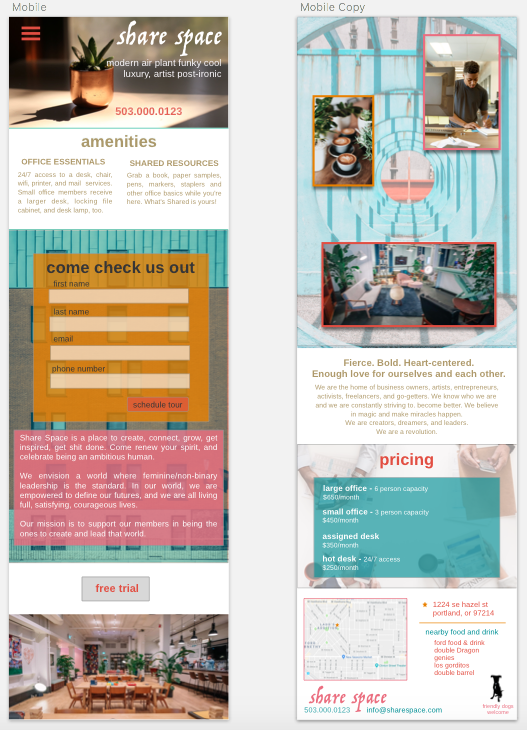 Mobile
share space
modern air plant funky cool
luxury, artist post-ironic
503.000.0123
amenities
OFFICE ESSENTIALS
24/7 access to a desk, chair,
wifi, printer, and mail services.
Small office members receive
a larger desk, locking file
cabinet, and desk lamp, too.
SHARED RESOURCES
Grab a book, paper samples,
pens, markers, staplers and
other office basics while you're
here. What's Shared is yours!
come check us out
first name
last name
email
phone number
schedule tour
Share Space is a place to create, connect, grow, get
inspired, get shit done. Come renew your spirit, and
celebrate being an ambitious human.
We envision a world where feminine/non-binary
leadership is the standard. In our world, we are
empowered to define our futures, and we are all living
full, satisfying, courageous lives.
Our mission is to support our members in being the
ones to create and lead that world.
free trial
Mobile Copy
Fierce. Bold. Heart-centered.
Enough love for ourselves and each other.
We are the home of business owners, artists, entrepreneurs,
activists, freelancers, and go-getters. We know who we are
and we are constantly striving to, become better. We believe
in magic and make miracles happen.
We are creators, dreamers, and leaders.
We are a revolution.
pricing
large office - 6 person capacity
$650/month
small office - 3 person capacity
$450/month
assigned desk
$350/month
hot desk - 24/7 access
$250/month
1224 se hazel st
portland, or 97214
nearby food and drink
ford food & drink
double Dragon
genies
los gorditos
double barrel
share space
503.000.0123
info@sharespace.com
friendly dogs
welcome